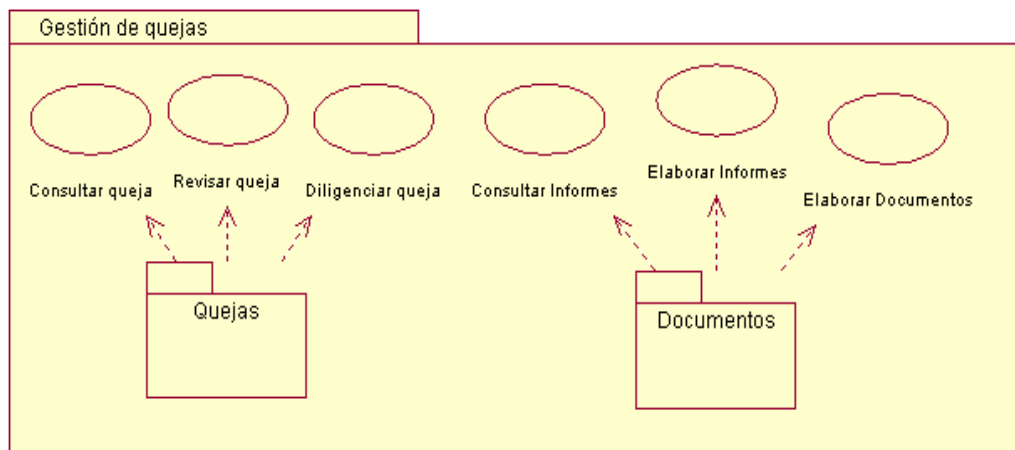 Gestión de quejas
Consultar queja
Revisar queja
Diligenciar queja
Consultar Informes
Elaborar Informes
Elaborar Documentos
Quejas
Documentos